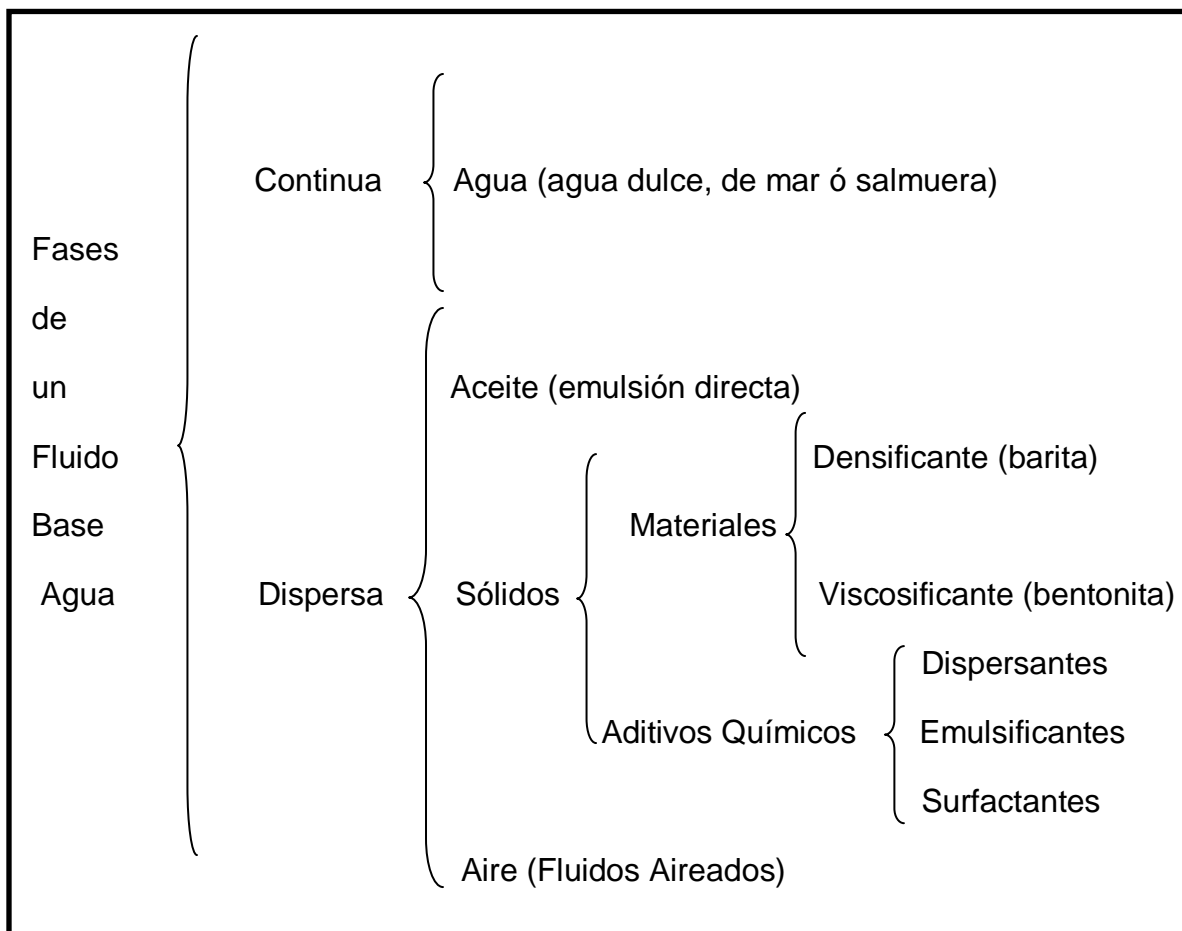 Fases
de
un
Fluido
Base
Agua
Continua
Agua (agua dulce, de mar ó salmuera)
Dispersa
Aceite (emulsión directa)
Sólidos
Materiales
Densificante (barita)
Viscosificante (bentonita)
Aditivos Químicos
Dispersantes
Emulsificantes
Surfactantes
Aire (Fluidos Aireados)